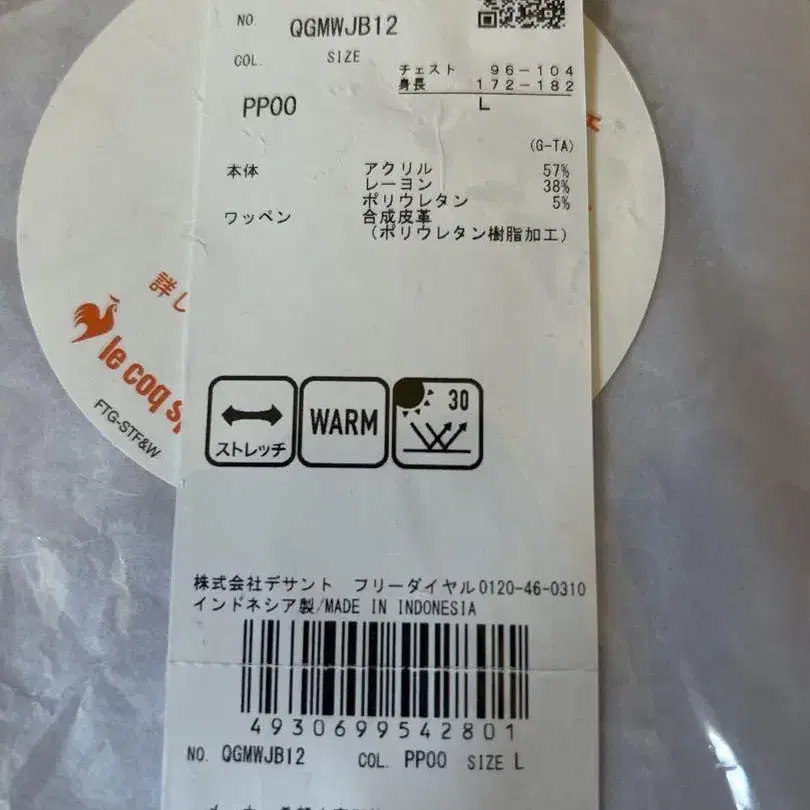 NO. QGMWJB12
COL. SIZE
チェスト 96-104
身長 172-182
PP00 L
(G-TA)
本体 アクリル 57%
レーヨン 38%
ポリウレタン 5%
ワッペン 合成皮革
(ポリウレタン樹脂加工)
詳し
le coq s
FTG-STF&W
ストレッチ
WARM
30
株式会社デサント フリーダイヤル0120-46-0310
インドネシア製/MADE IN INDONESIA
4930699542801
NO. QGMWJB12 COL. PP00 SIZE L